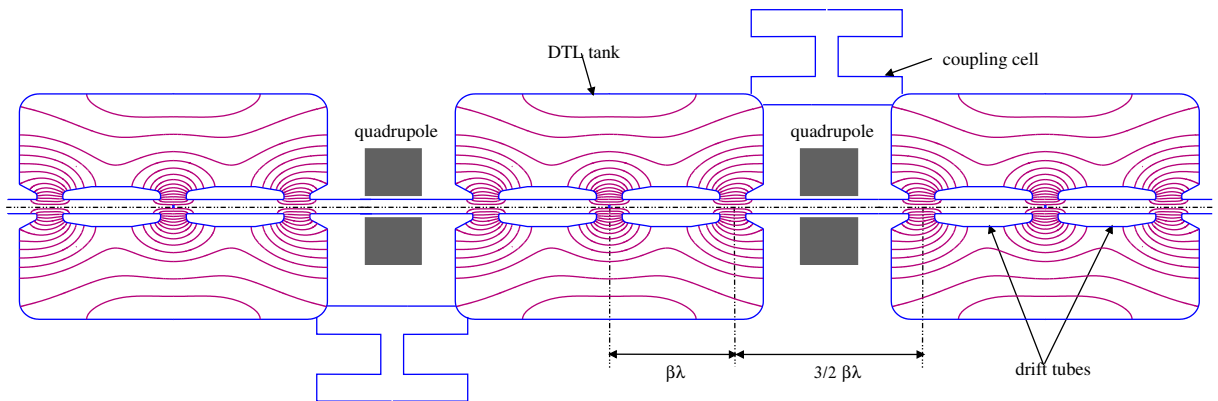 DTL tank
coupling cell
quadrupole
quadrupole
βλ
3/2 βλ
drift tubes